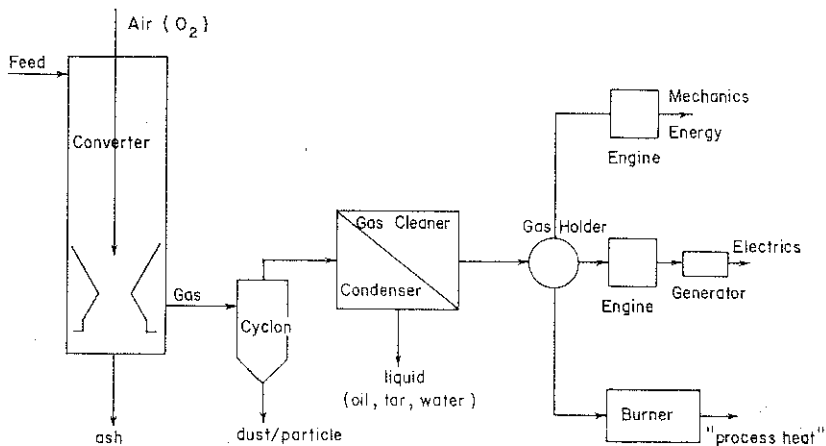 Air (O2)
Feed
Converter
Gas
ash
Cyclon
dust/particle
Gas Cleaner
Condenser
liquid
(oil, tar, water)
Gas Holder
Engine
Mechanics
Energy
Engine
Generator
Electrics
Burner
"process heat"